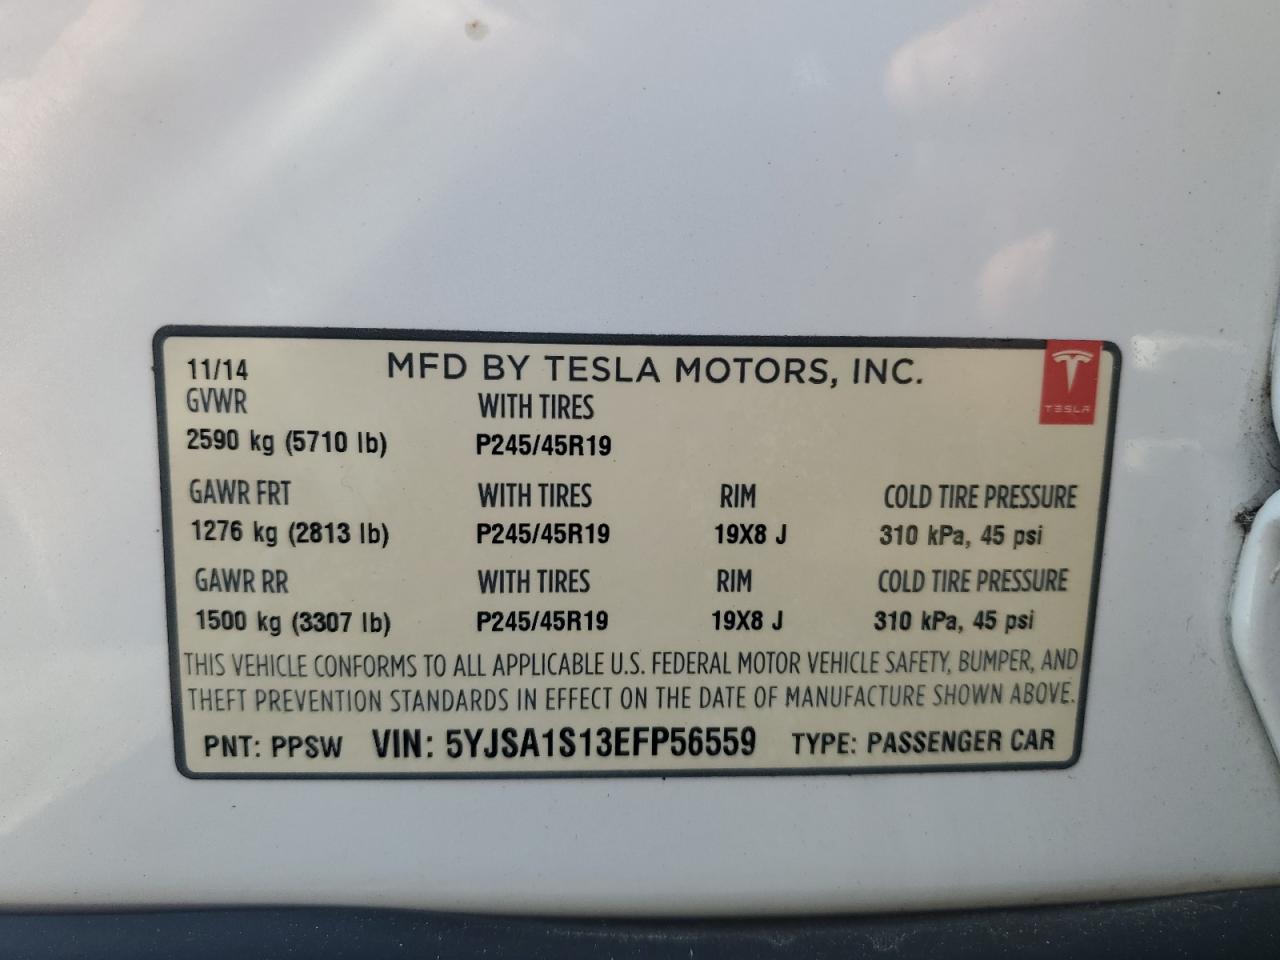 11/14 MFD BY TESLA MOTORS, INC.
TESLA
GVWR WITH TIRES
2590 kg (5710 lb) P245/45R19
GAWR FRT WITH TIRES RIM COLD TIRE PRESSURE
1276 kg (2813 lb) P245/45R19 19X8 J 310 kPa, 45 psi
GAWR RR WITH TIRES RIM COLD TIRE PRESSURE
1500 kg (3307 lb) P245/45R19 19X8 J 310 kPa, 45 psi
THIS VEHICLE CONFORMS TO ALL APPLICABLE U.S. FEDERAL MOTOR VEHICLE SAFETY, BUMPER, AND
THEFT PREVENTION STANDARDS IN EFFECT ON THE DATE OF MANUFACTURE SHOWN ABOVE.
PNT: PPSW VIN: 5YJSA1S13EFP56559 TYPE: PASSENGER CAR